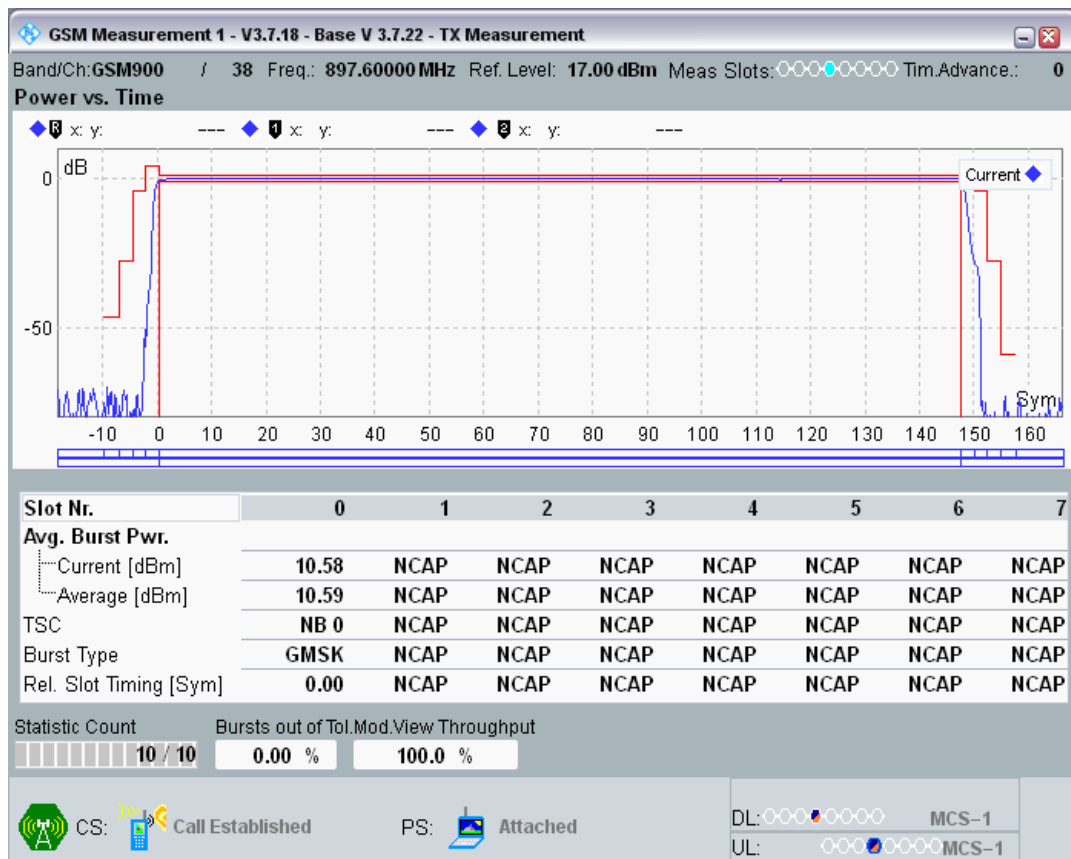 GSM Measurement 1 - V3.7.18 - Base V 3.7.22 - TX Measurement
Band/Ch:GSM900 / 38 Freq.: 897.60000 MHz Ref. Level: 17.00 dBm Meas Slots: Tim.Advance.: 0
Power vs. Time
R x: y: --- 1 x: y: --- 2 x: y: ---
dB
Current
0
-50
Sym
-10 0 10 20 30 40 50 60 70 80 90 100 110 120 130 140 150 160
Slot Nr. 0 1 2 3 4 5 6 7
Avg. Burst Pwr.
Current [dBm] 10.58 NCAP NCAP NCAP NCAP NCAP NCAP NCAP
Average [dBm] 10.59 NCAP NCAP NCAP NCAP NCAP NCAP NCAP
TSC NB 0 NCAP NCAP NCAP NCAP NCAP NCAP NCAP
Burst Type GMSK NCAP NCAP NCAP NCAP NCAP NCAP NCAP
Rel. Slot Timing [Sym] 0.00 NCAP NCAP NCAP NCAP NCAP NCAP NCAP
Statistic Count Bursts out of Tol.Mod.View Throughput
10 / 10 0.00 % 100.0 %
CS: Call Established PS: Attached
DL: MCS-1
UL: MCS-1